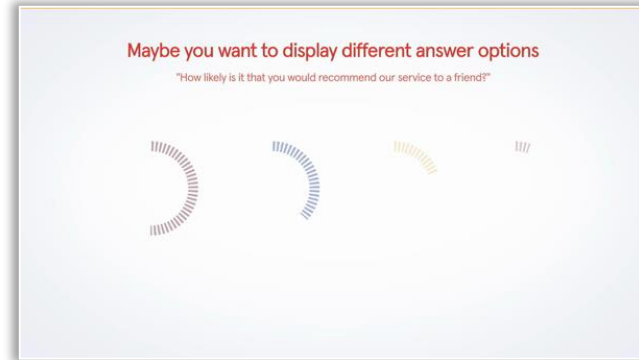 Maybe you want to display different answer options
"How likely is it that you would recommend our service to a friend?"